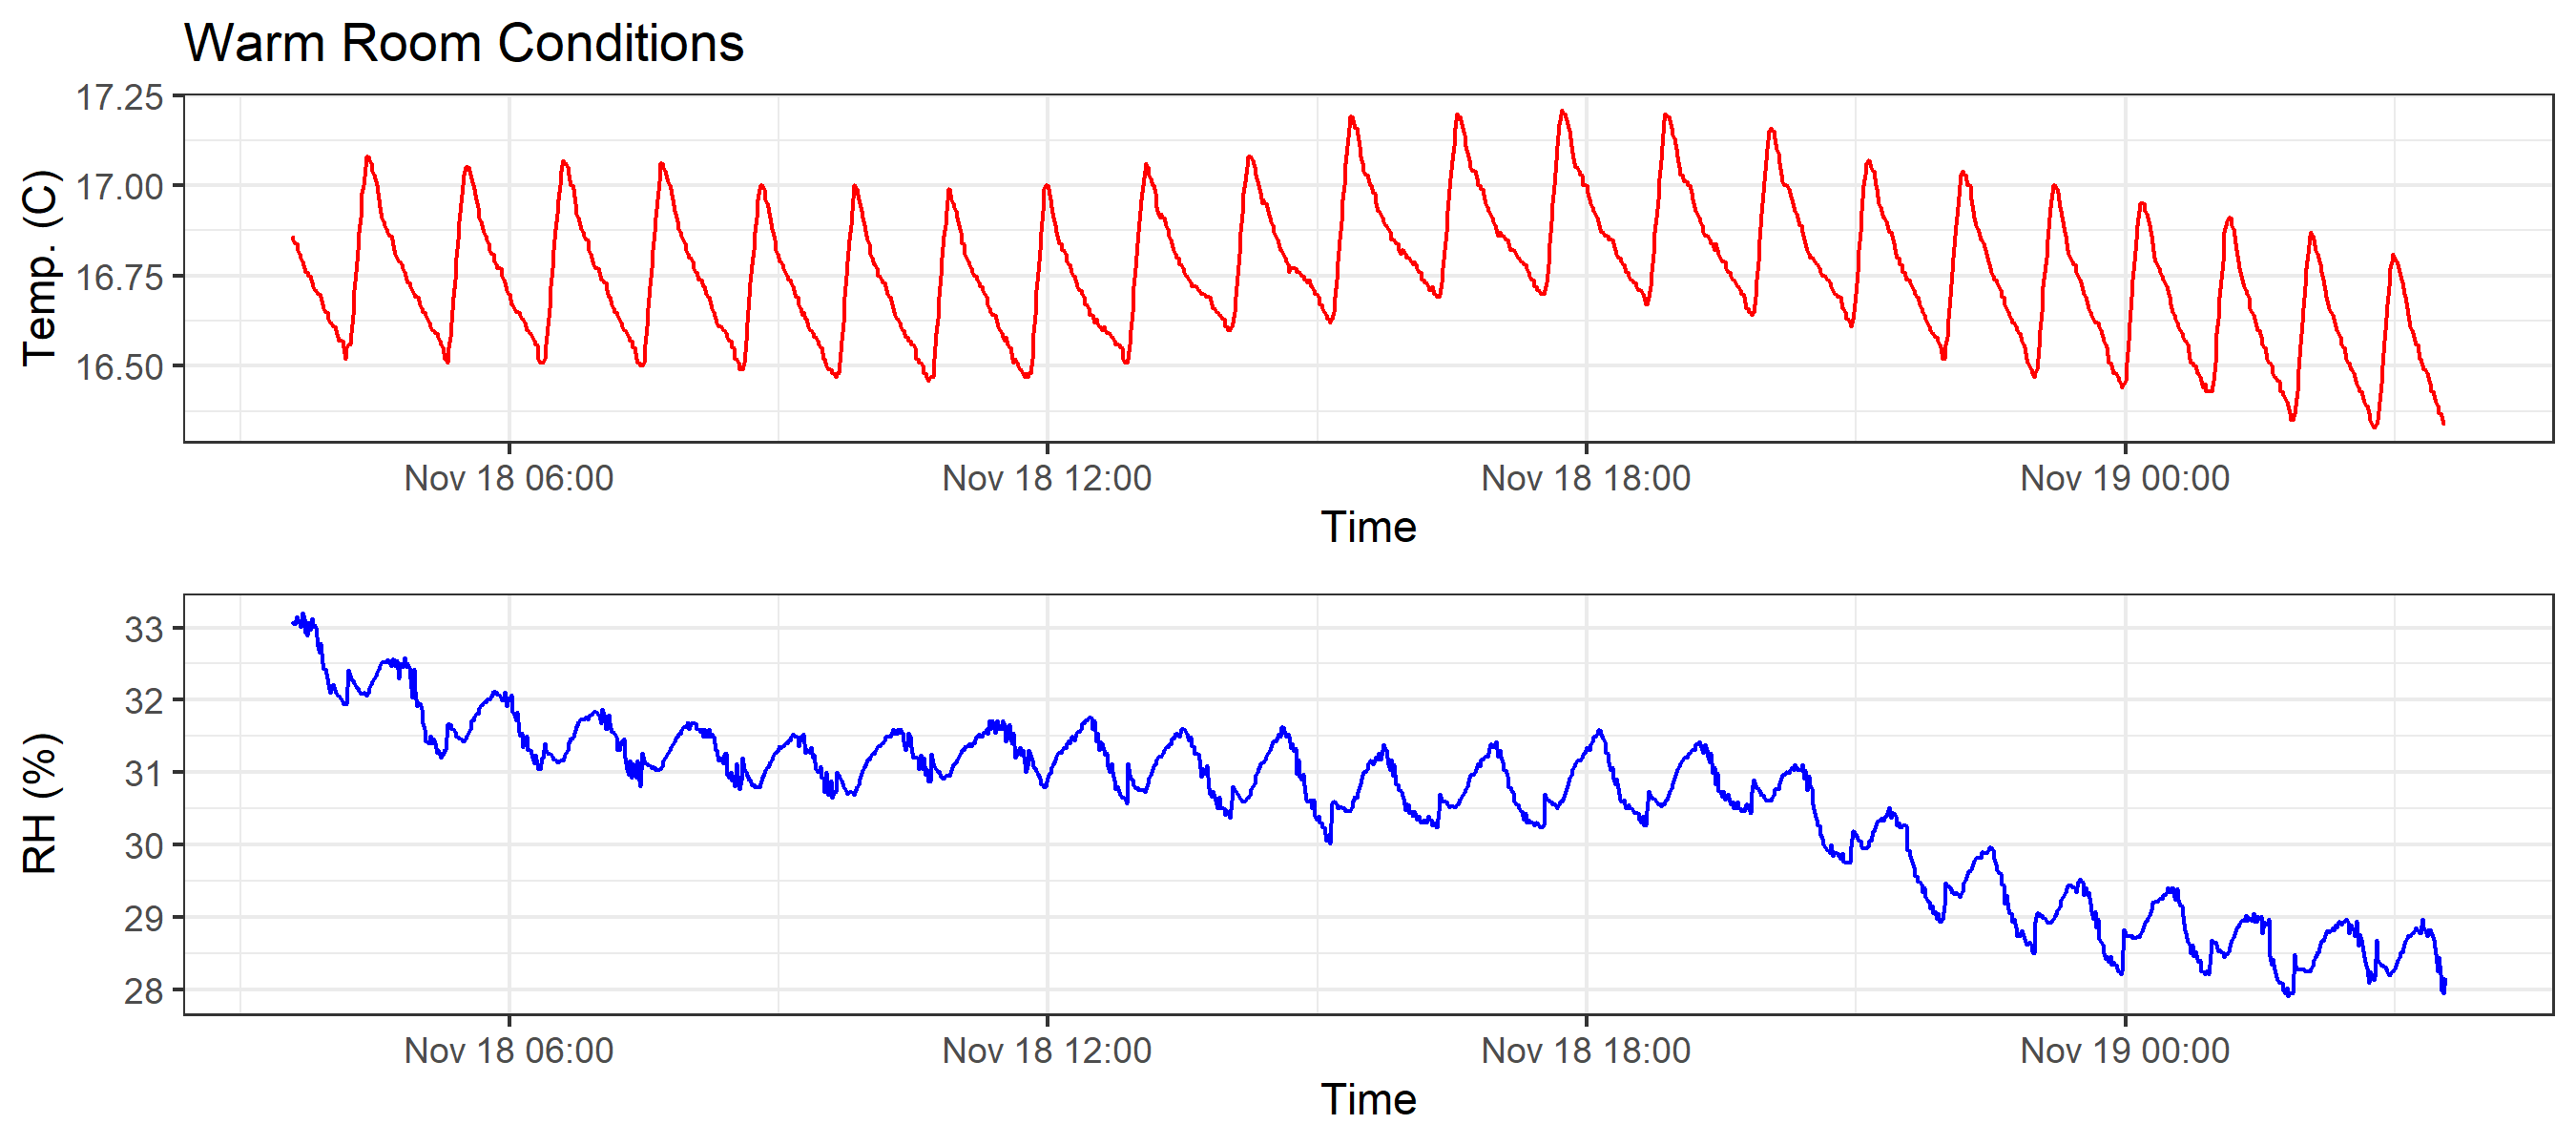 Warm Room Conditions
17.25
17.00
16.75
16.50
Temp. (C)
Nov 18 06:00 Nov 18 12:00 Nov 18 18:00 Nov 19 00:00
Time
33
32
31
30
29
28
RH (%)
Nov 18 06:00 Nov 18 12:00 Nov 18 18:00 Nov 19 00:00
Time